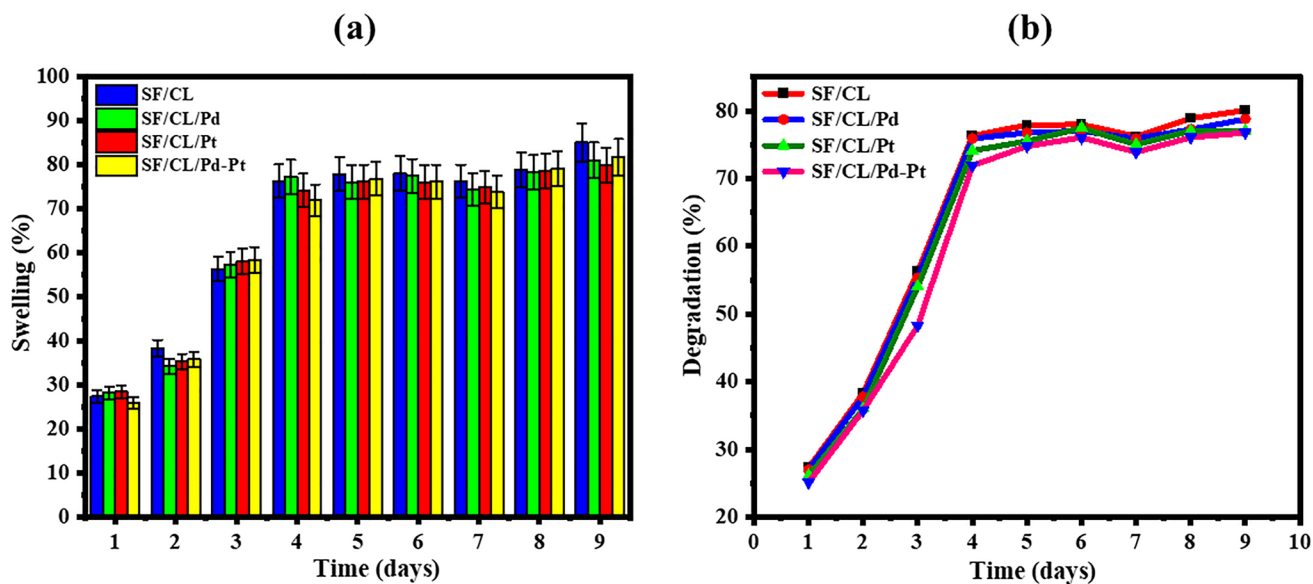 (a)
Swelling (%)
100
90
80
70
60
50
40
30
20
10
0
SF/CL
SF/CL/Pd
SF/CL/Pt
SF/CL/Pd-Pt
1 2 3 4 5 6 7 8 9
Time (days)
(b)
Degradation (%)
80
70
60
50
40
30
20
SF/CL
SF/CL/Pd
SF/CL/Pt
SF/CL/Pd-Pt
0 1 2 3 4 5 6 7 8 9 10
Time (days)